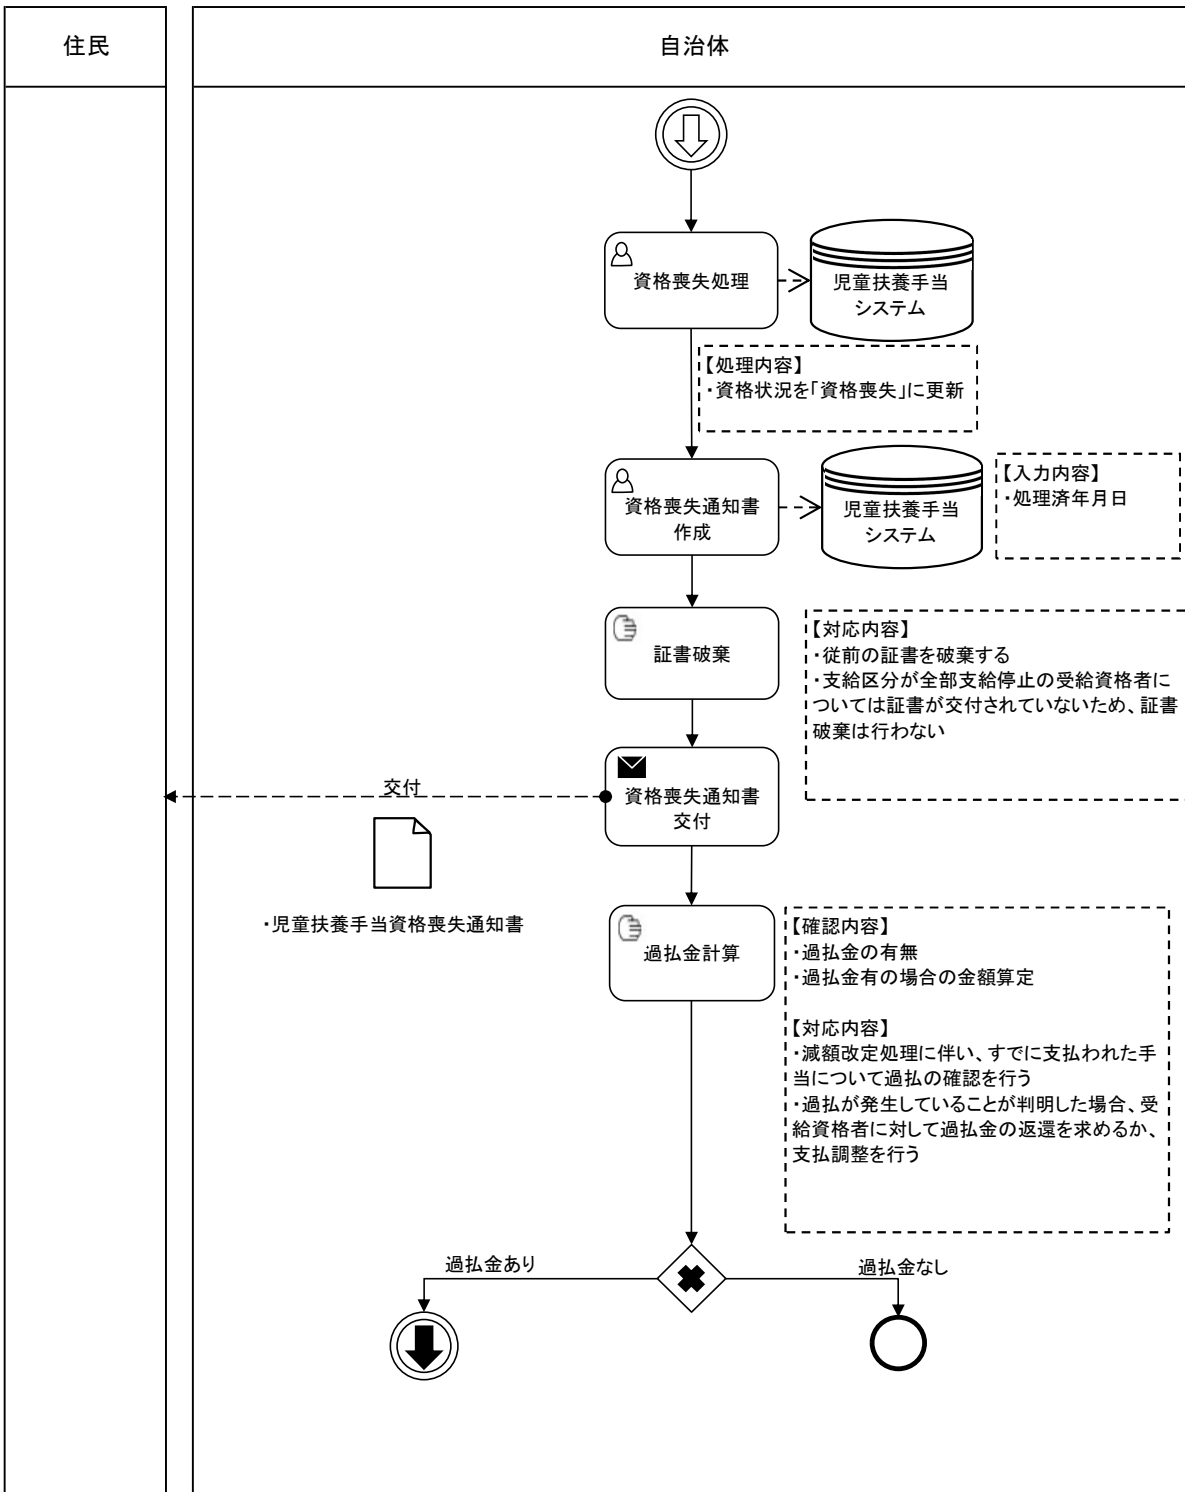 住民
自治体
資格喪失処理
児童扶養手当
システム
【処理内容】
・資格状況を「資格喪失」に更新
資格喪失通知書
作成
児童扶養手当
システム
【入力内容】
・処理済年月日
証書破棄
【対応内容】
・従前の証書を破棄する
・支給区分が全部支給停止の受給資格者に
ついては証書が交付されていないため、証書
破棄は行わない
交付
資格喪失通知書
交付
・児童扶養手当資格喪失通知書
過払金計算
【確認内容】
・過払金の有無
・過払金有の場合の金額算定
【対応内容】
・減額改定処理に伴い、すでに支払われた手
当について過払の確認を行う
・過払が発生していることが判明した場合、受
給資格者に対して過払金の返還を求めるか、
支払調整を行う
過払金あり
過払金なし